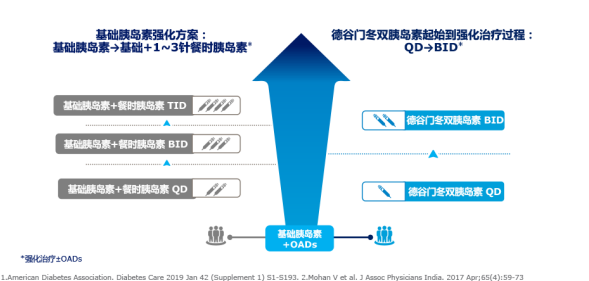 基础胰岛素强化方案：
基础胰岛素→基础+1~3针餐时胰岛素*
德谷门冬双胰岛素起始到强化治疗过程：
QD→BID*
基础胰岛素+餐时胰岛素 TID
基础胰岛素+餐时胰岛素 BID
基础胰岛素+餐时胰岛素 QD
德谷门冬双胰岛素 BID
德谷门冬双胰岛素 QD
基础胰岛素
+OADs
*强化治疗±OADs
1.American Diabetes Association. Diabetes Care 2019 Jan 42 (Supplement 1) S1-S193. 2.Mohan V et al. J Assoc Physicians India. 2017 Apr;65(4):59-73